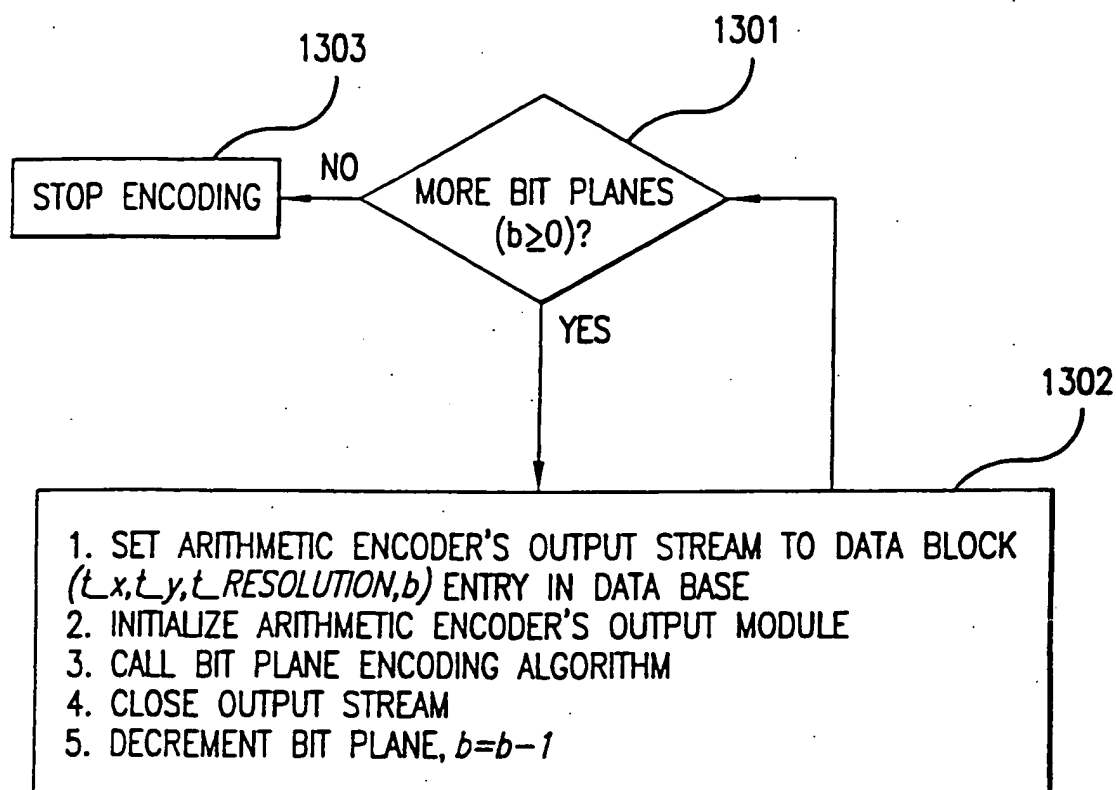 1303
1301
NO
STOP ENCODING
MORE BIT PLANES
(b≥0)?
YES
1302
1. SET ARITHMETIC ENCODER'S OUTPUT STREAM TO DATA BLOCK
(t_x,t_y,t_RESOLUTION,b) ENTRY IN DATA BASE
2. INITIALIZE ARITHMETIC ENCODER'S OUTPUT MODULE
3. CALL BIT PLANE ENCODING ALGORITHM
4. CLOSE OUTPUT STREAM
5. DECREMENT BIT PLANE, b=b-1